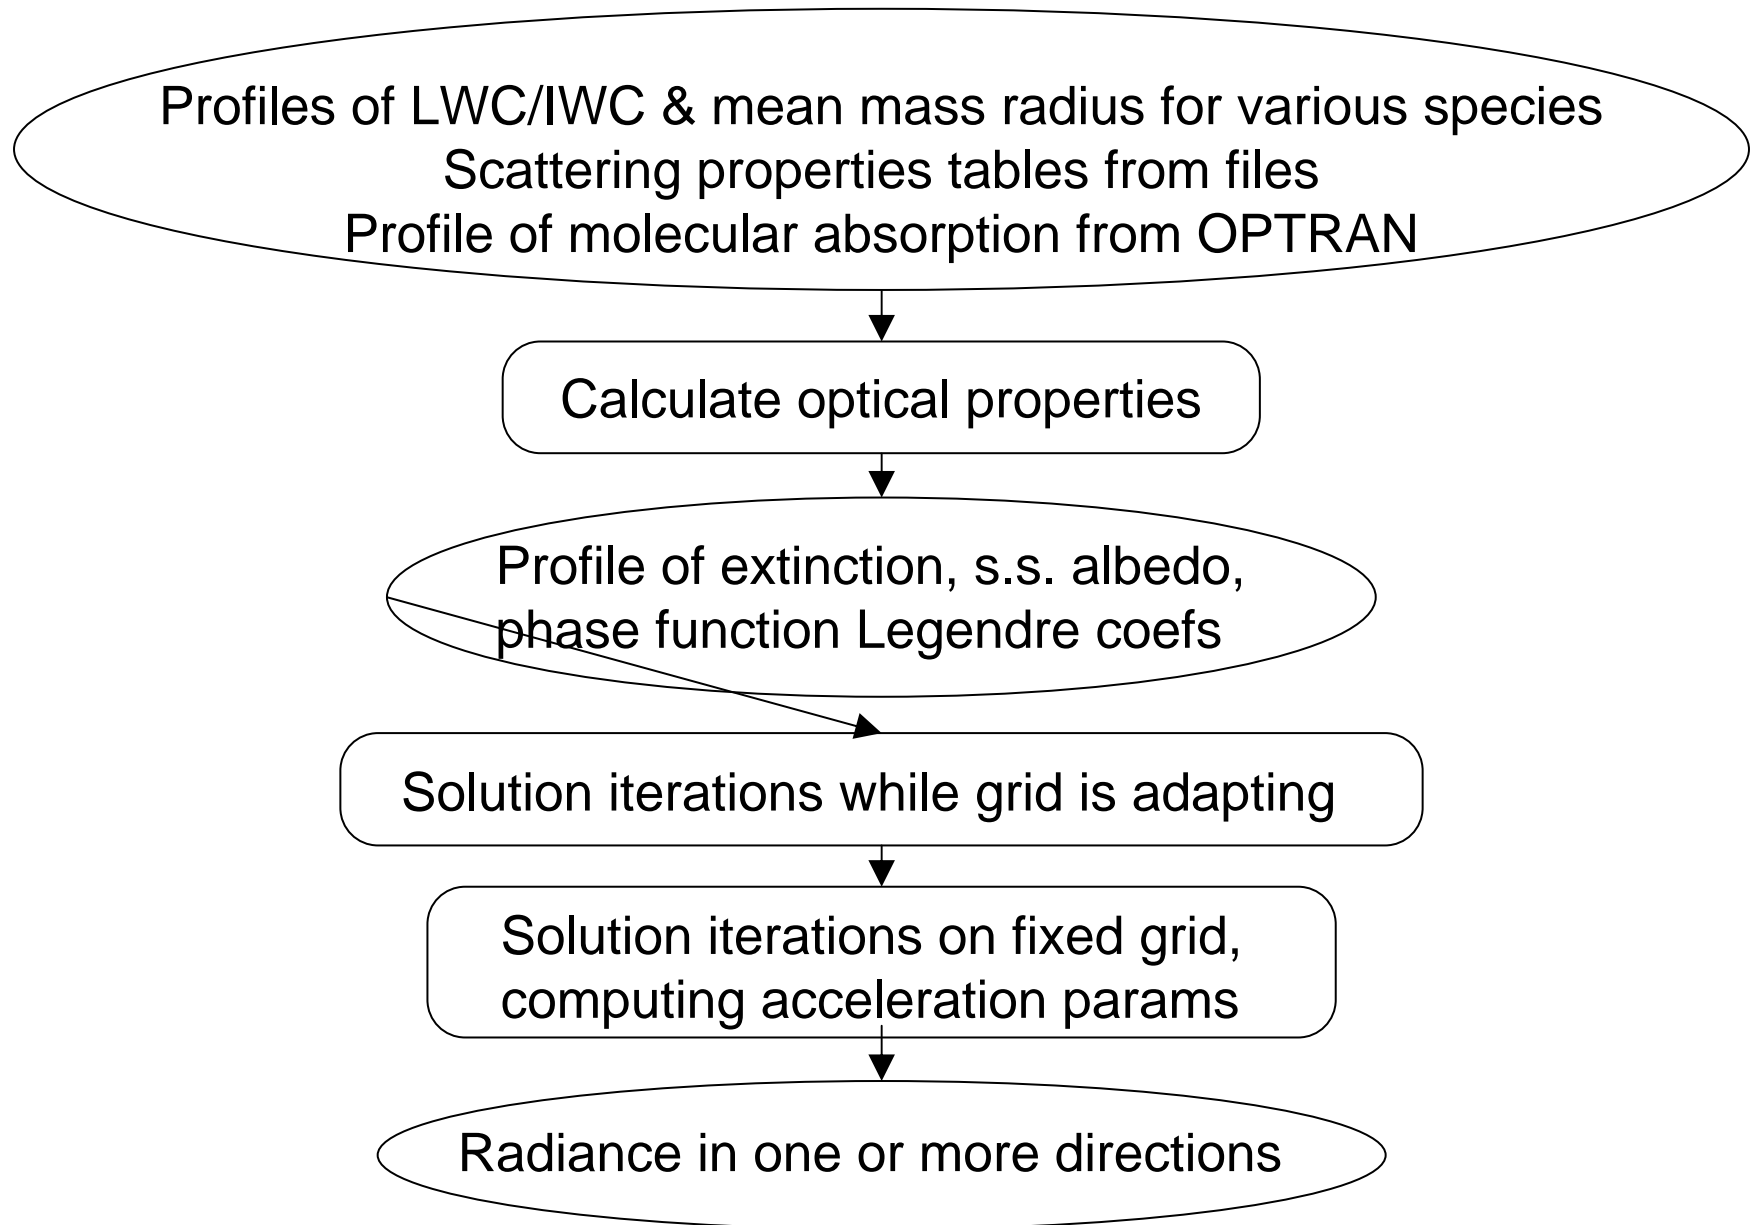 Profiles of LWC/IWC & mean mass radius for various species
Scattering properties tables from files
Profile of molecular absorption from OPTRAN
Calculate optical properties
Profile of extinction, s.s. albedo,
phase function Legendre coefs
Solution iterations while grid is adapting
Solution iterations on fixed grid,
computing acceleration params
Radiance in one or more directions